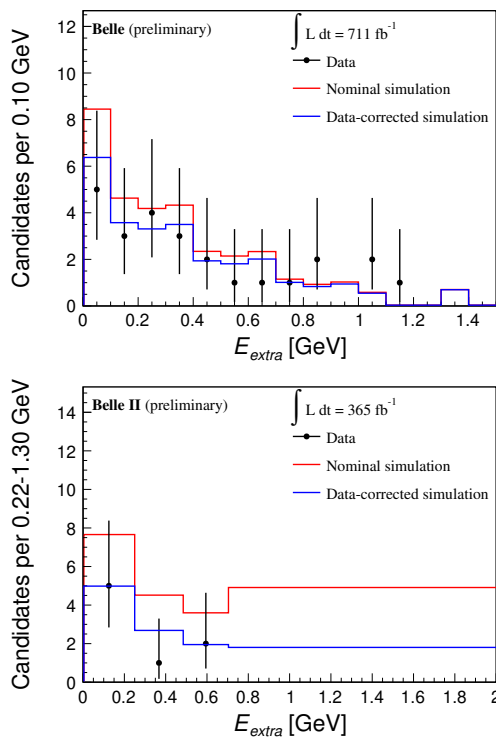 Belle (preliminary)
∫ L dt = 711 fb⁻¹
Data
Nominal simulation
Data-corrected simulation
Candidates per 0.10 GeV
12
10
8
6
4
2
0
0 0.2 0.4 0.6 0.8 1 1.2 1.4
E_extra [GeV]
Belle II (preliminary)
∫ L dt = 365 fb⁻¹
Data
Nominal simulation
Data-corrected simulation
Candidates per 0.22-1.30 GeV
14
12
10
8
6
4
2
0
0 0.2 0.4 0.6 0.8 1 1.2 1.4 1.6 1.8 2
E_extra [GeV]